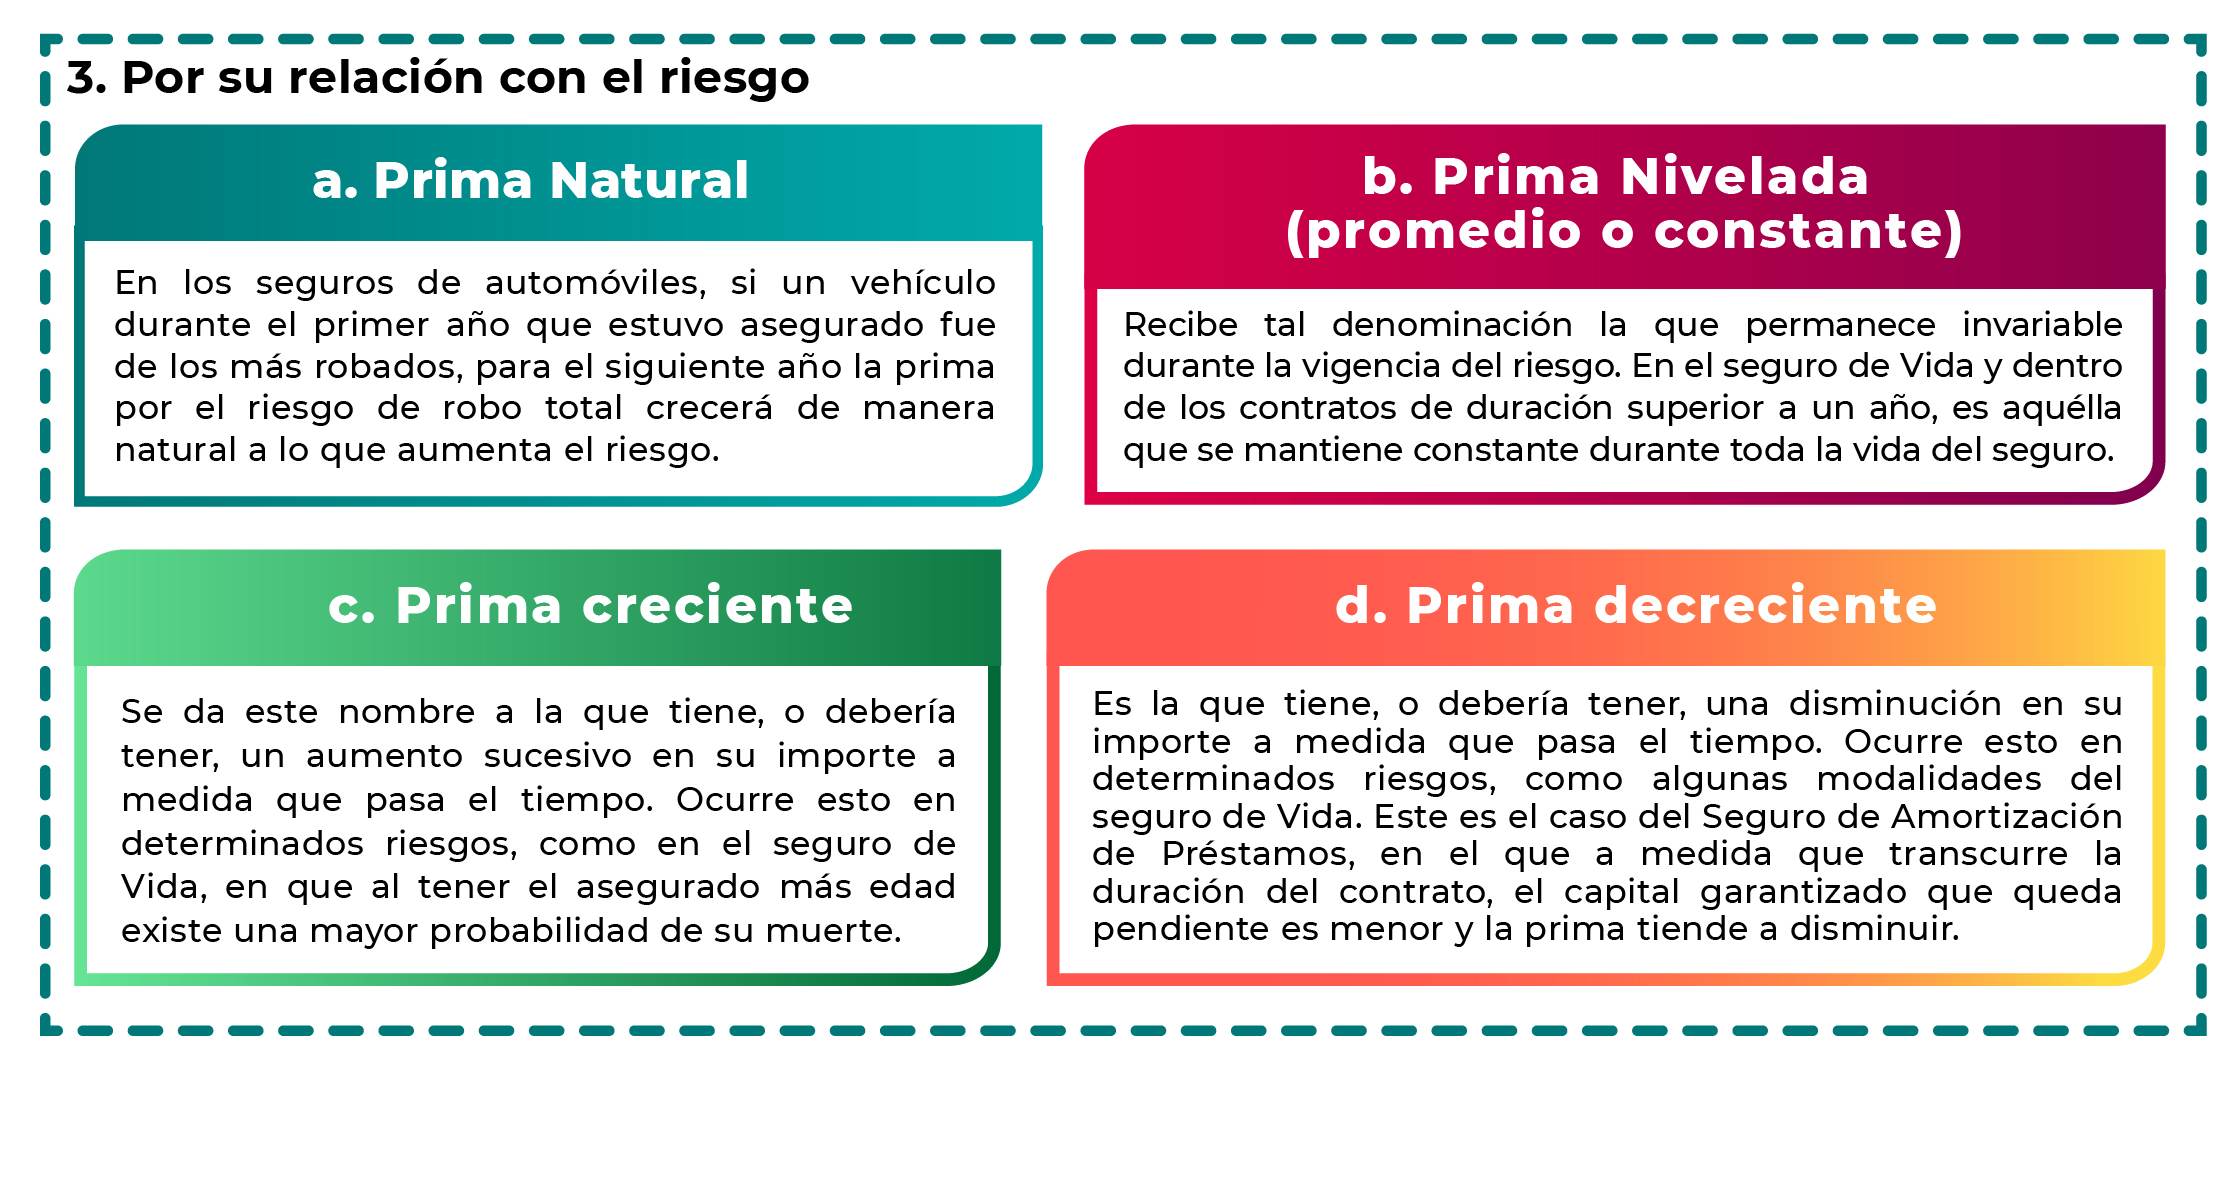 3. Por su relación con el riesgo
a. Prima Natural
En los seguros de automóviles, si un vehículo
durante el primer año que estuvo asegurado fue
de los más robados, para el siguiente año la prima
por el riesgo de robo total crecerá de manera
natural a lo que aumenta el riesgo.
b. Prima Nivelada
(promedio o constante)
Recibe tal denominación la que permanece invariable
durante la vigencia del riesgo. En el seguro de Vida y dentro
de los contratos de duración superior a un año, es aquélla
que se mantiene constante durante toda la vida del seguro.
c. Prima creciente
Se da este nombre a la que tiene, o debería
tener, un aumento sucesivo en su importe a
medida que pasa el tiempo. Ocurre esto en
determinados riesgos, como en el seguro de
Vida, en que al tener el asegurado más edad
existe una mayor probabilidad de su muerte.
d. Prima decreciente
Es la que tiene, o debería tener, una disminución en su
importe a medida que pasa el tiempo. Ocurre esto en
determinados riesgos, como algunas modalidades del
seguro de Vida. Este es el caso del Seguro de Amortización
de Préstamos, en el que a medida que transcurre la
duración del contrato, el capital garantizado que queda
pendiente es menor y la prima tiende a disminuir.